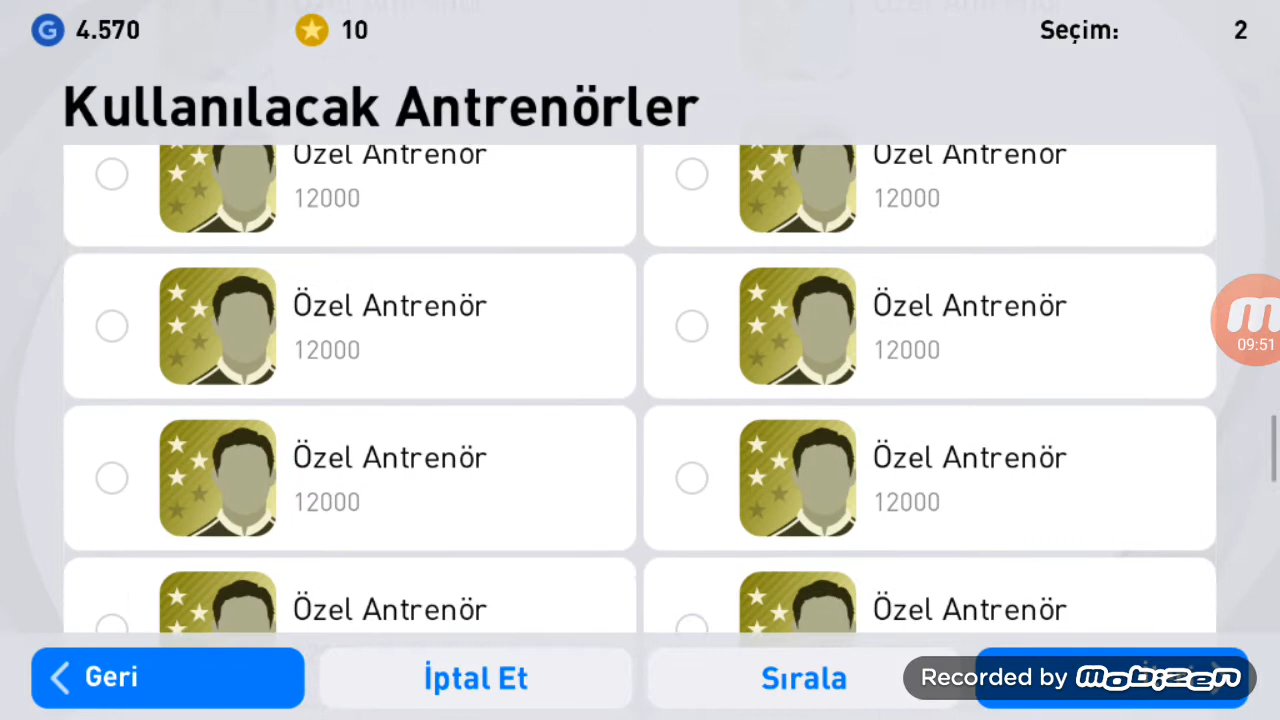 G 4.570
10
Seçim: 2
Kullanılacak Antrenörler
Özel Antrenör
12000
Özel Antrenör
12000
Özel Antrenör
12000
Özel Antrenör
12000
Özel Antrenör
12000
Özel Antrenör
12000
Özel Antrenör
Özel Antrenör
m
09:51
Geri
İptal Et
Sırala
Recorded by mobizen